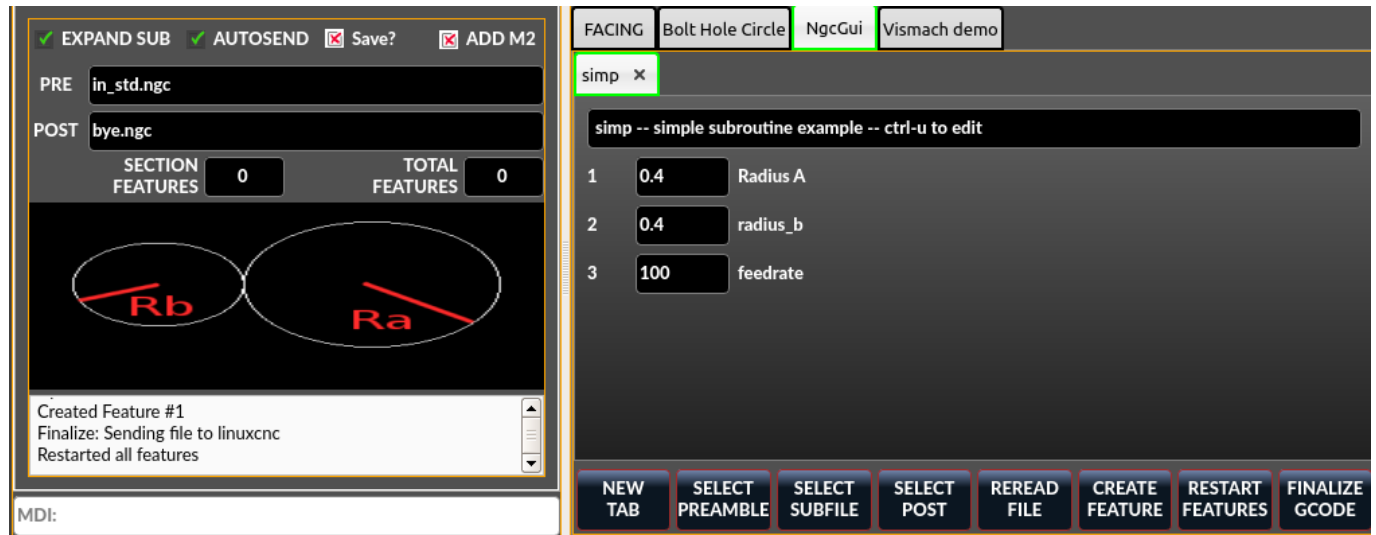 EXPAND SUB AUTOSEND Save? ADD M2
PRE in_std.ngc
POST bye.ngc
SECTION
FEATURES 0
TOTAL
FEATURES 0
Rb
Ra
Created Feature #1
Finalize: Sending file to linuxcnc
Restarted all features
MDI:
FACING Bolt Hole Circle NgcGui Vismach demo
simp
simp -- simple subroutine example -- ctrl-u to edit
1 0.4 Radius A
2 0.4 radius_b
3 100 feedrate
NEW
TAB
SELECT
PREAMBLE
SELECT
SUBFILE
SELECT
POST
REREAD
FILE
CREATE
FEATURE
RESTART
FEATURES
FINALIZE
GCODE